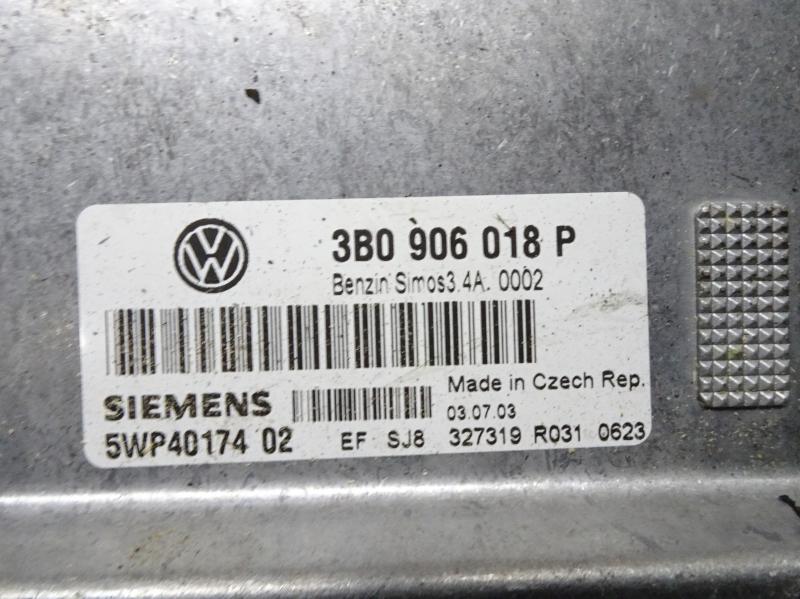 3B0 906 018 P
Benzin Simos3.4A. 0002
SIEMENS
Made in Czech Rep.
03.07.03
5WP40174 02 EF SJ8 327319 R031 0623